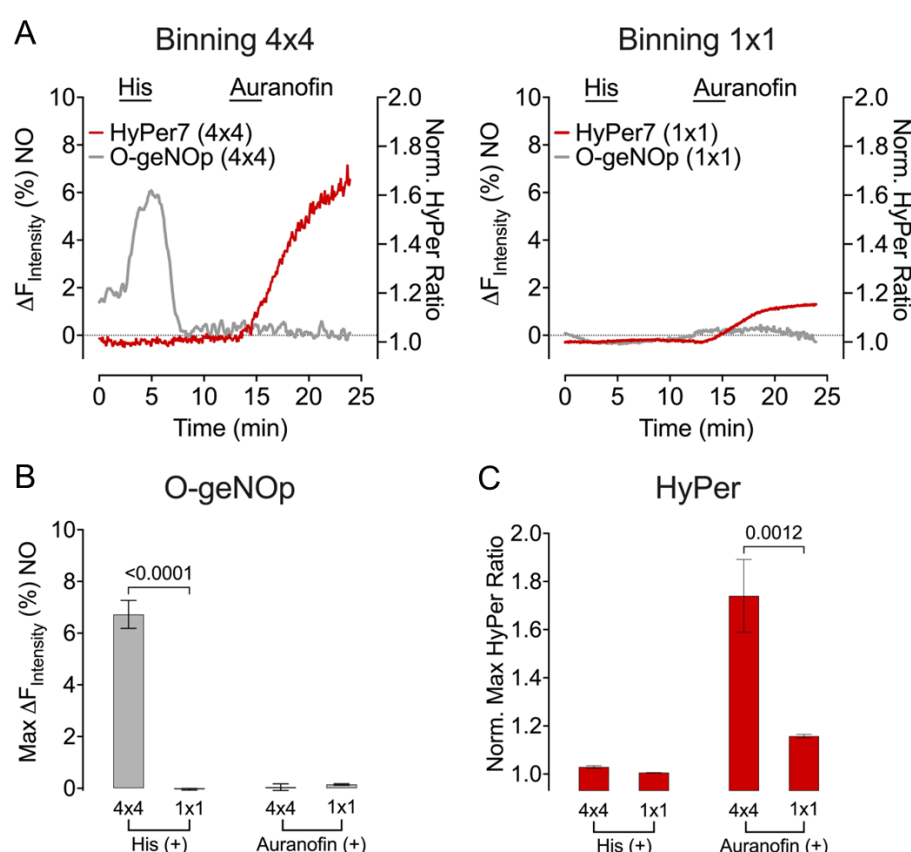 A
Binning 4x4
His
Auranofin
HyPer7 (4x4)
O-geNOp (4x4)
ΔF_Intensity (%) NO
10
8
6
4
2
0
Norm. HyPer Ratio
2.0
1.8
1.6
1.4
1.2
1.0
0 5 10 15 20 25
Time (min)
Binning 1x1
His
Auranofin
HyPer7 (1x1)
O-geNOp (1x1)
ΔF_Intensity (%) NO
10
8
6
4
2
0
Norm. HyPer Ratio
2.0
1.8
1.6
1.4
1.2
1.0
0 5 10 15 20 25
Time (min)
B
O-geNOp
Max ΔF_Intensity (%) NO
10
8
6
4
2
0
<0.0001
4x4 1x1 4x4 1x1
His (+) Auranofin (+)
C
HyPer
Norm. Max HyPer Ratio
2.0
1.8
1.6
1.4
1.2
1.0
0.0012
4x4 1x1 4x4 1x1
His (+) Auranofin (+)